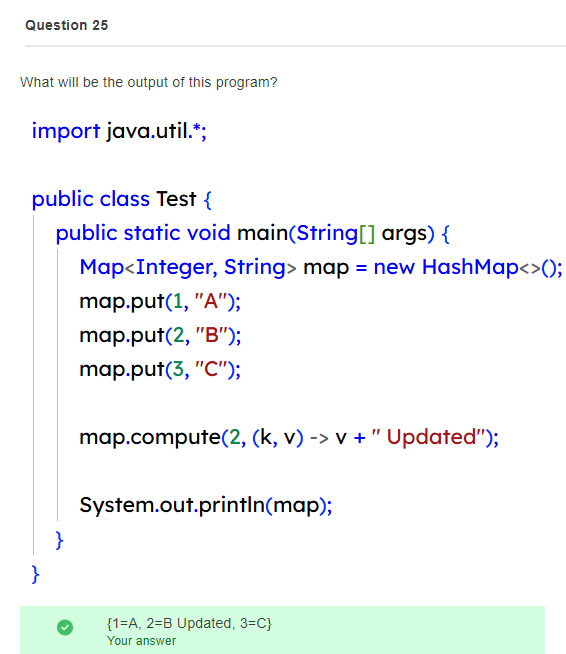 Question 25
What will be the output of this program?
import java.util.*;
public class Test {
public static void main(String[] args) {
Map<Integer, String> map = new HashMap<>();
map.put(1, "A");
map.put(2, "B");
map.put(3, "C");
map.compute(2, (k, v) -> v + " Updated");
System.out.println(map);
}
}
{1=A, 2=B Updated, 3=C}
Your answer